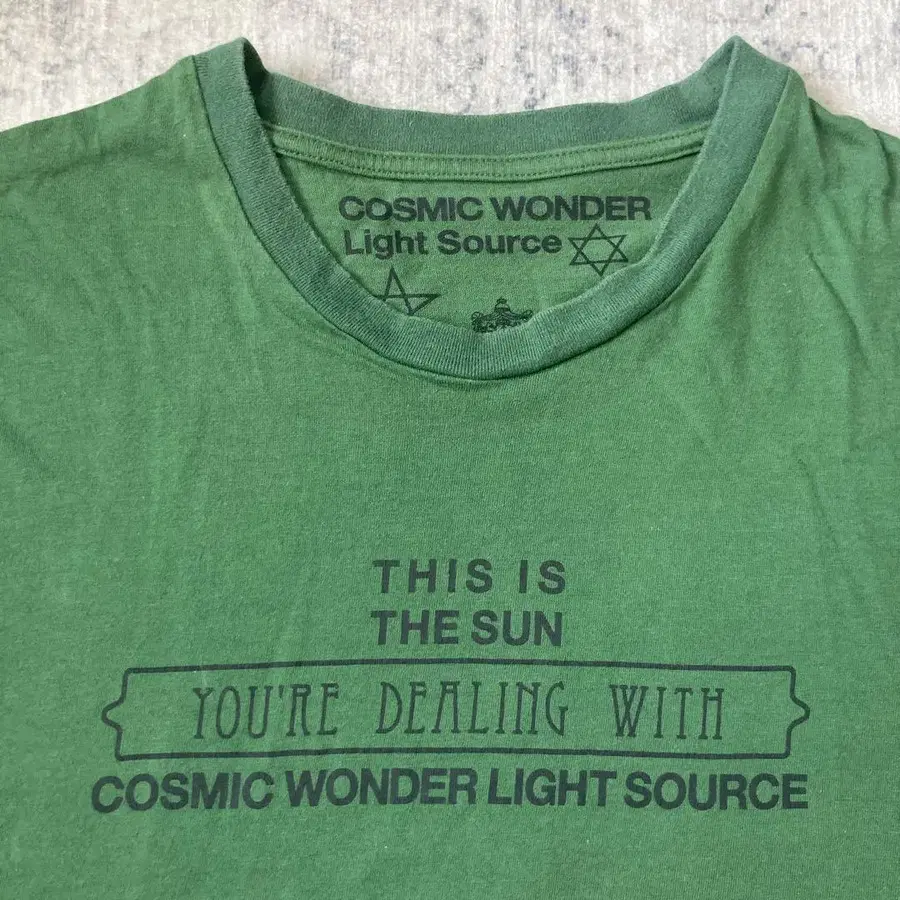 COSMIC WONDER
Light Source
THIS IS
THE SUN
YOU'RE DEALING WITH
COSMIC WONDER LIGHT SOURCE